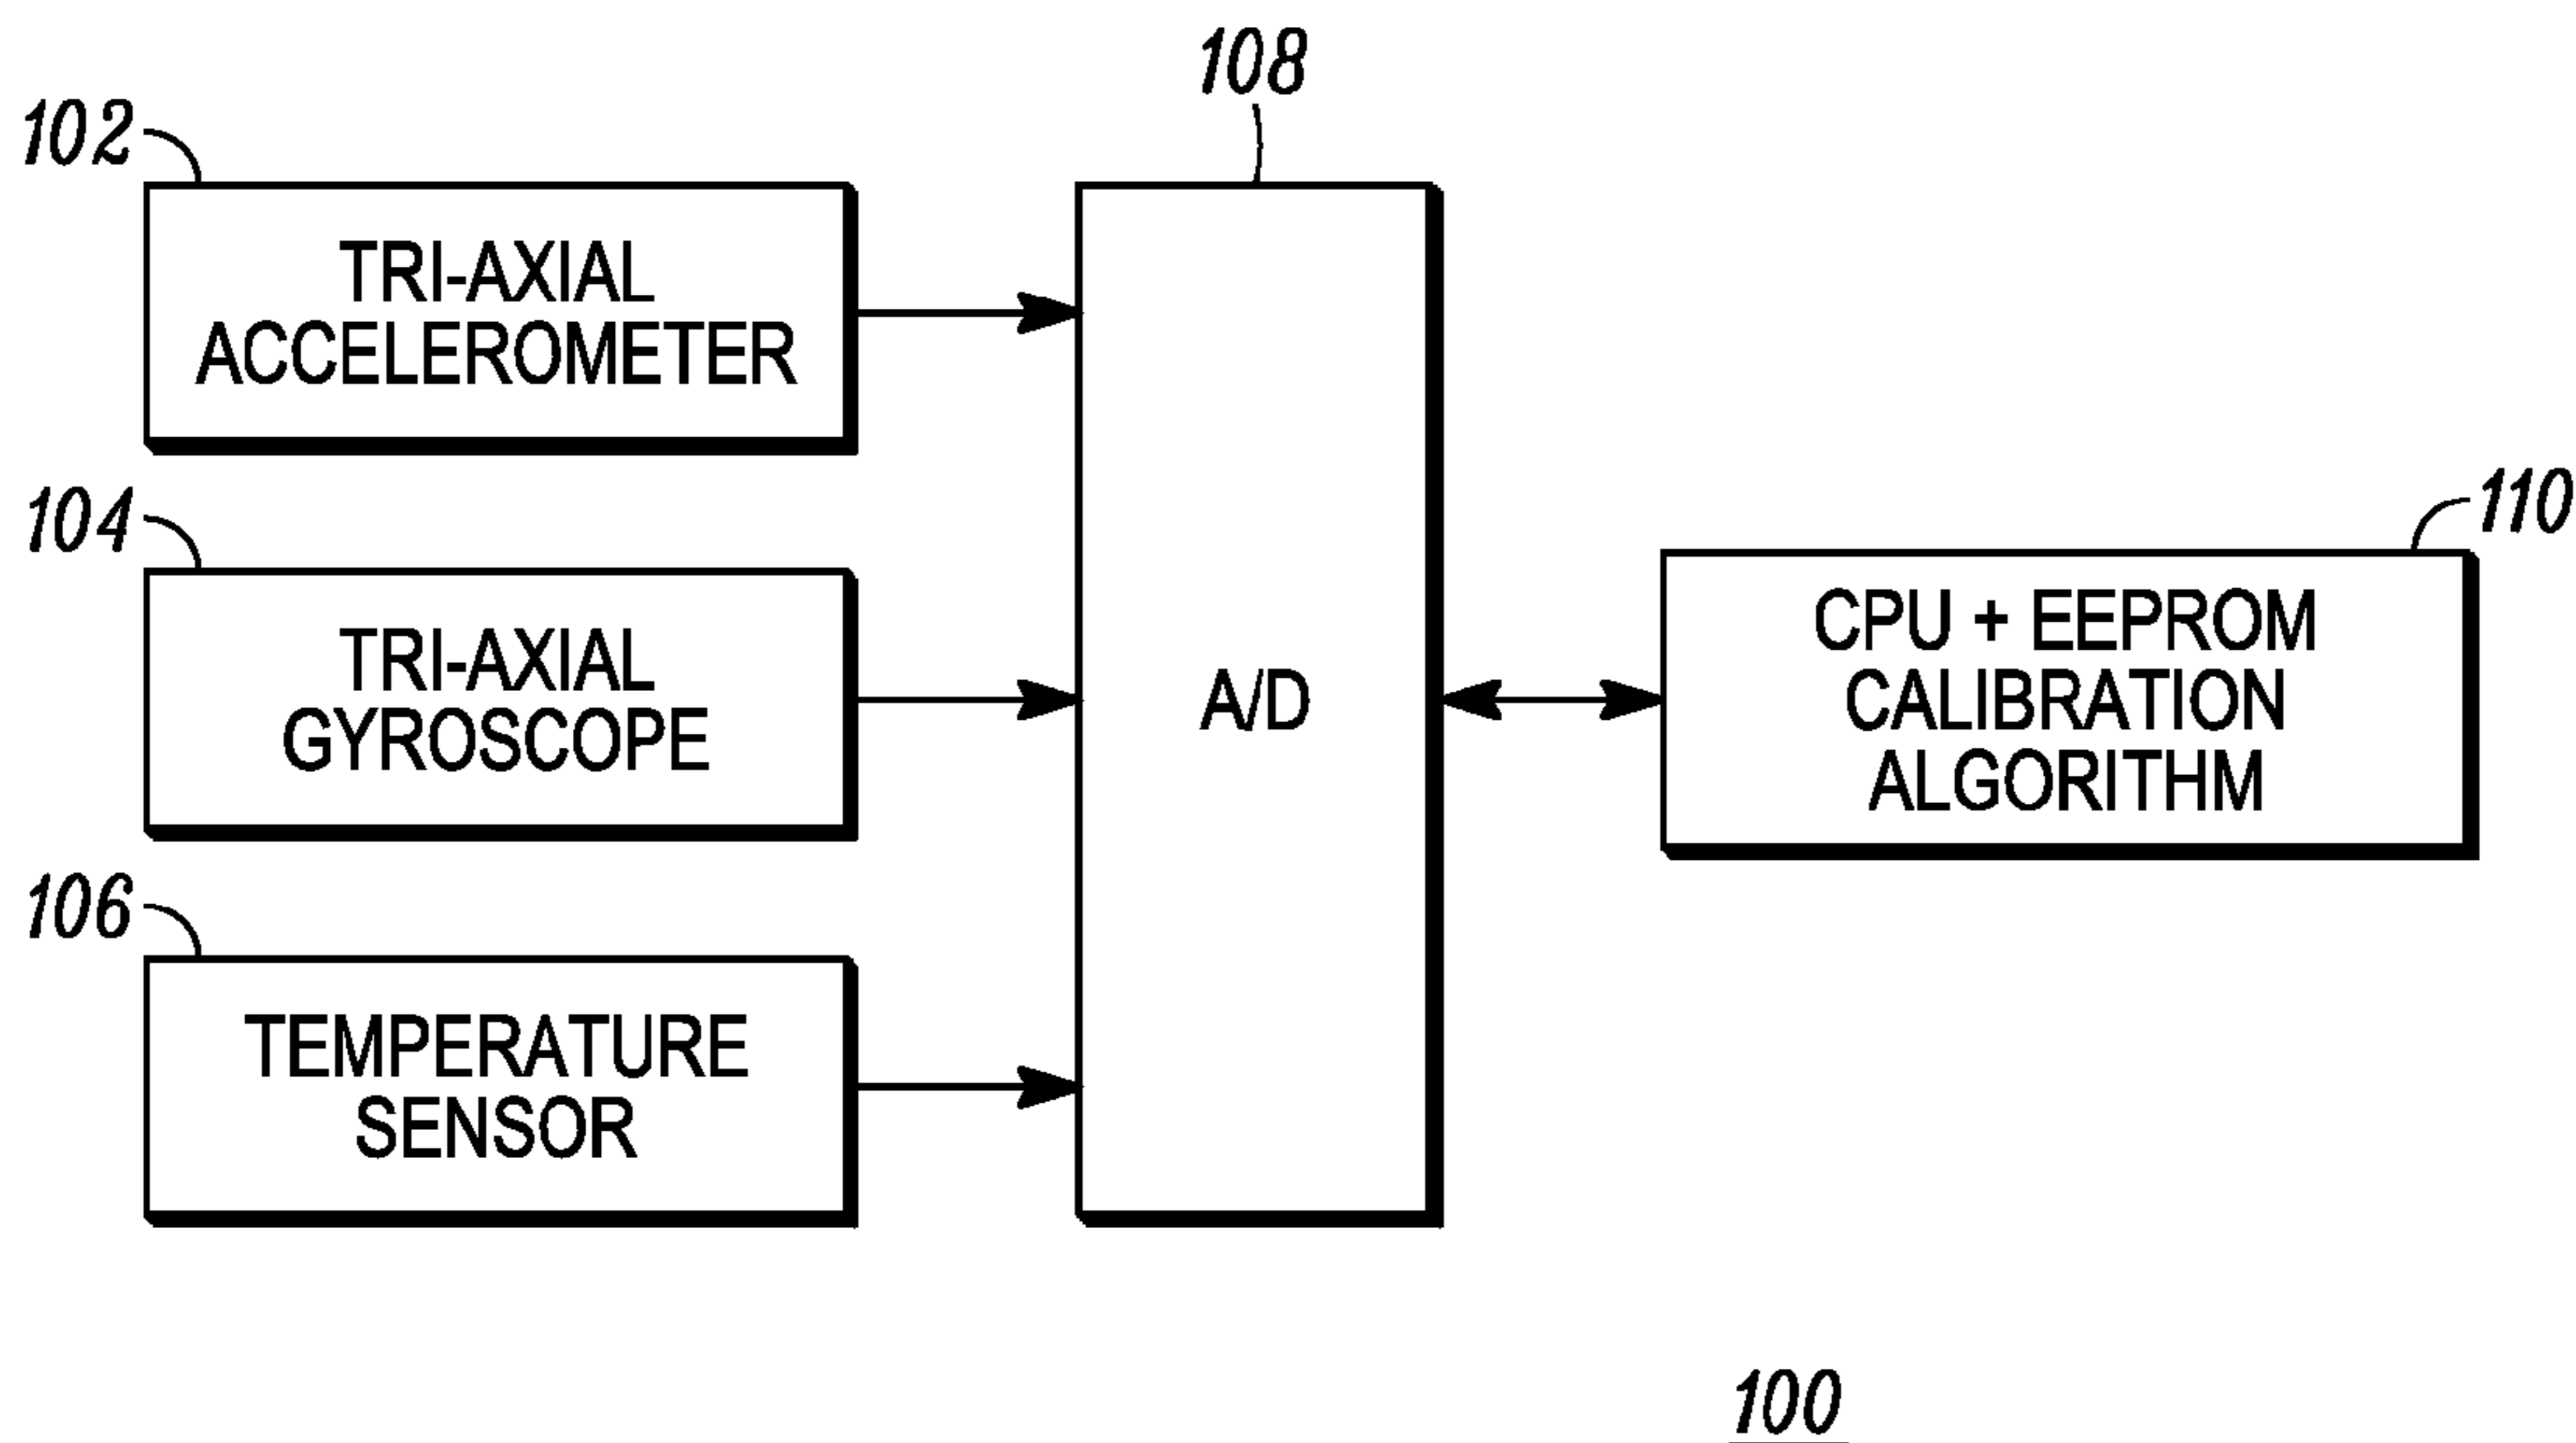 108
102
TRI-AXIAL
ACCELEROMETER
104
TRI-AXIAL
GYROSCOPE
106
TEMPERATURE
SENSOR
A/D
110
CPU + EEPROM
CALIBRATION
ALGORITHM
100